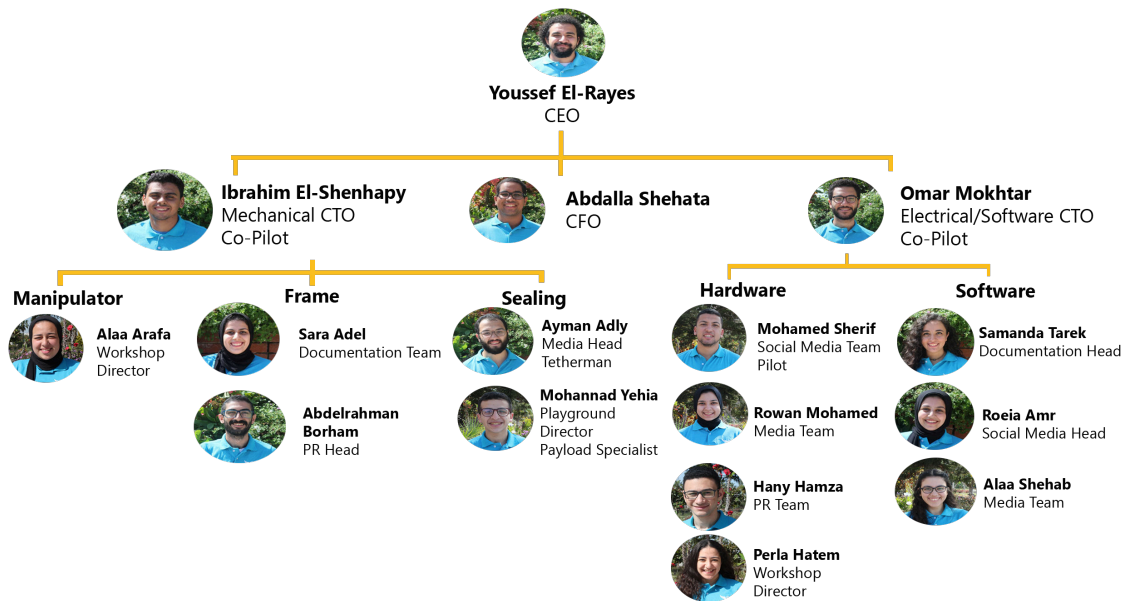 Youssef El-Rayes
CEO
Ibrahim El-Shenhapy
Mechanical CTO
Co-Pilot
Abdalla Shehata
CFO
Omar Mokhtar
Electrical/Software CTO
Co-Pilot
Manipulator
Alaa Arafa
Workshop
Director
Frame
Sara Adel
Documentation Team
Abdelrahman
Borham
PR Head
Sealing
Ayman Adly
Media Head
Tetherman
Mohannad Yehia
Playground
Director
Payload Specialist
Hardware
Mohamed Sherif
Social Media Team
Pilot
Rowan Mohamed
Media Team
Hany Hamza
PR Team
Perla Hatem
Workshop
Director
Software
Samanda Tarek
Documentation Head
Roeia Amr
Social Media Head
Alaa Shehab
Media Team